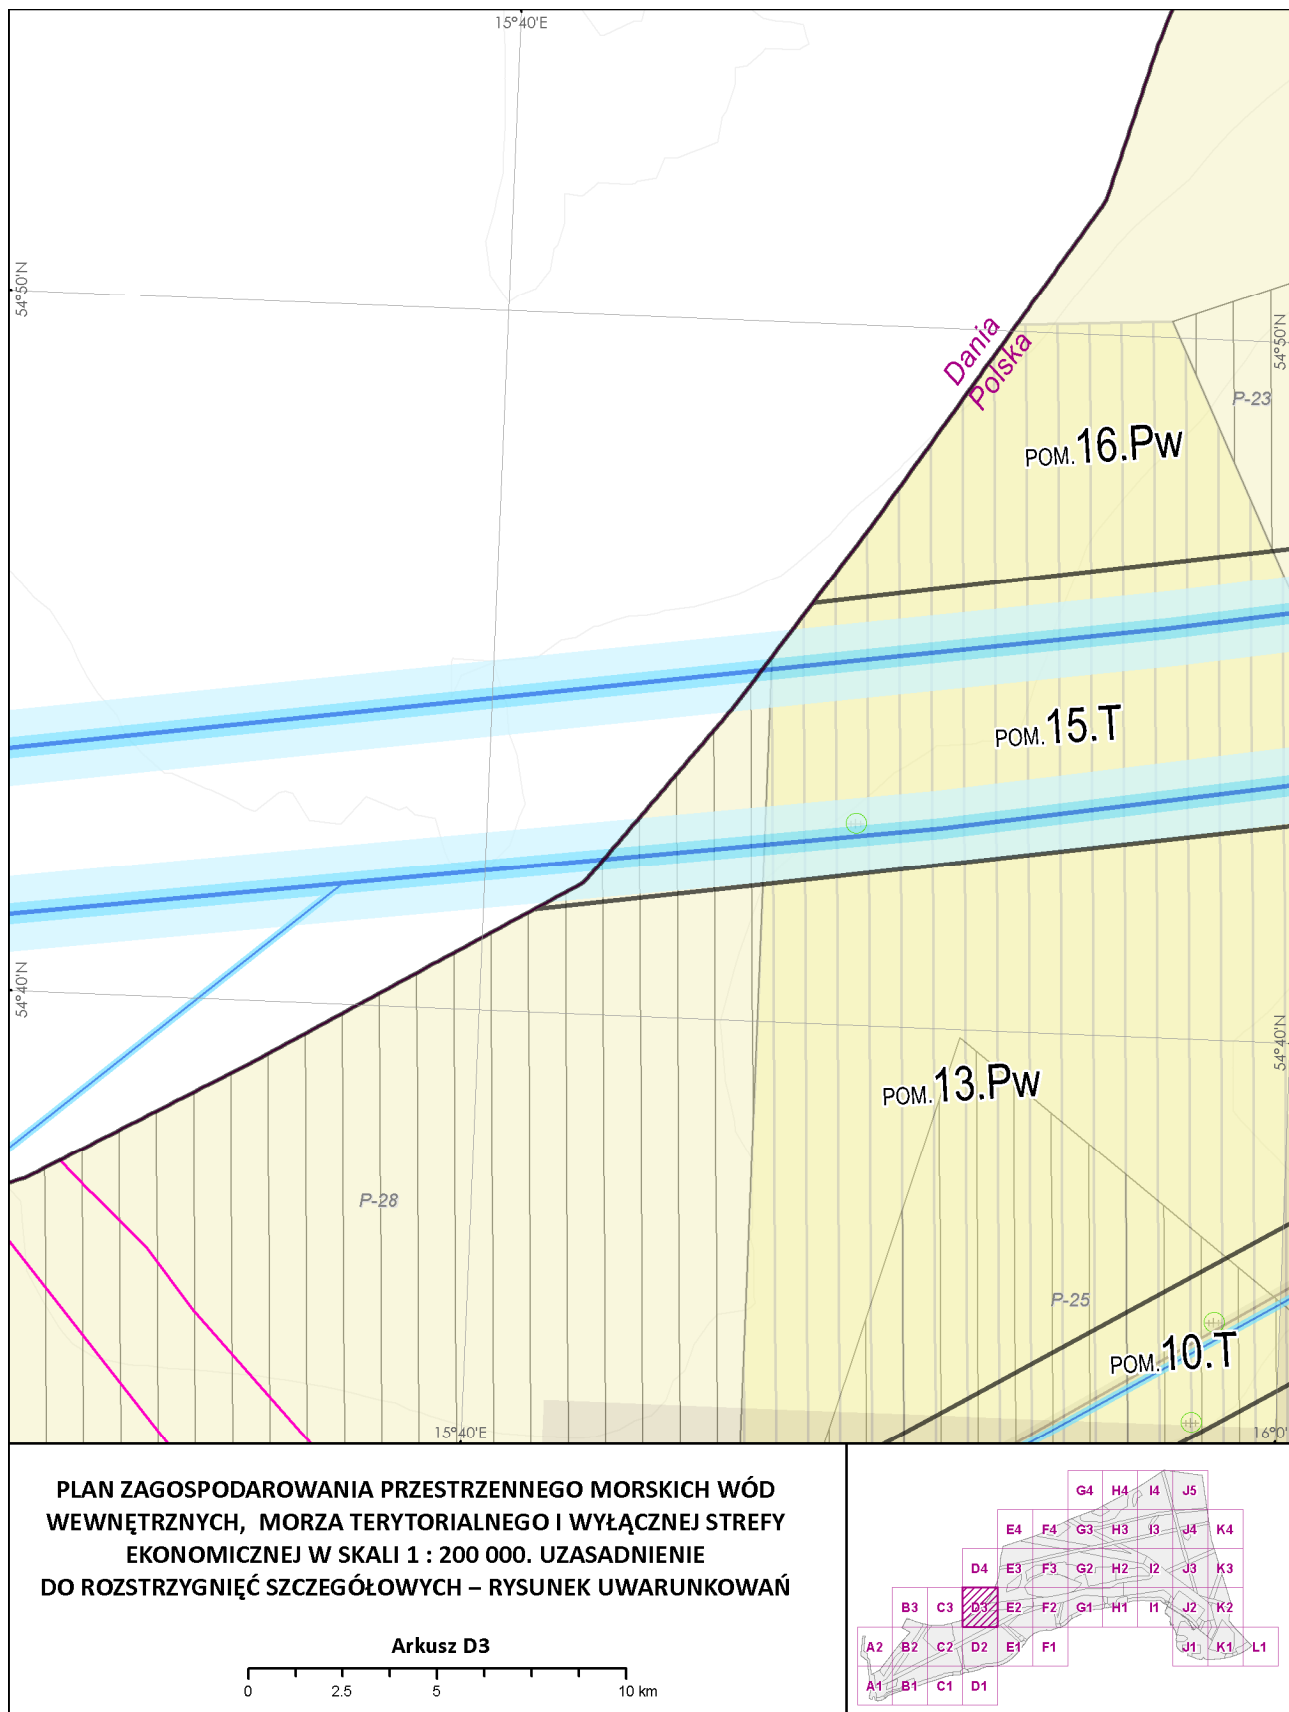 15°40'E
54°50'N
Dania
Polska
54°50'N
P-23
POM.16.Pw
POM.15.T
54°40'N
54°40'N
POM.13.Pw
P-28
P-25
POM.10.T
15°40'E
16°0'
PLAN ZAGOSPODAROWANIA PRZESTRZENNEGO MORSKICH WÓD
WEWNĘTRZNYCH, MORZA TERYTORIALNEGO I WYŁĄCZNEJ STREFY
EKONOMICZNEJ W SKALI 1 : 200 000. UZASADNIENIE
DO ROZSTRZYGNIĘĆ SZCZEGÓŁOWYCH – RYSUNEK UWARUNKOWAŃ
Arkusz D3
0 2.5 5 10 km
G4 H4 I4 J5
E4 F4 G3 H3 I3 J4 K4
D4 E3 F3 G2 H2 I2 J3 K3
B3 C3 D3 E2 F2 G1 H1 I1 J2 K2
A2 B2 C2 D2 E1 F1 J1 K1 L1
A1 B1 C1 D1